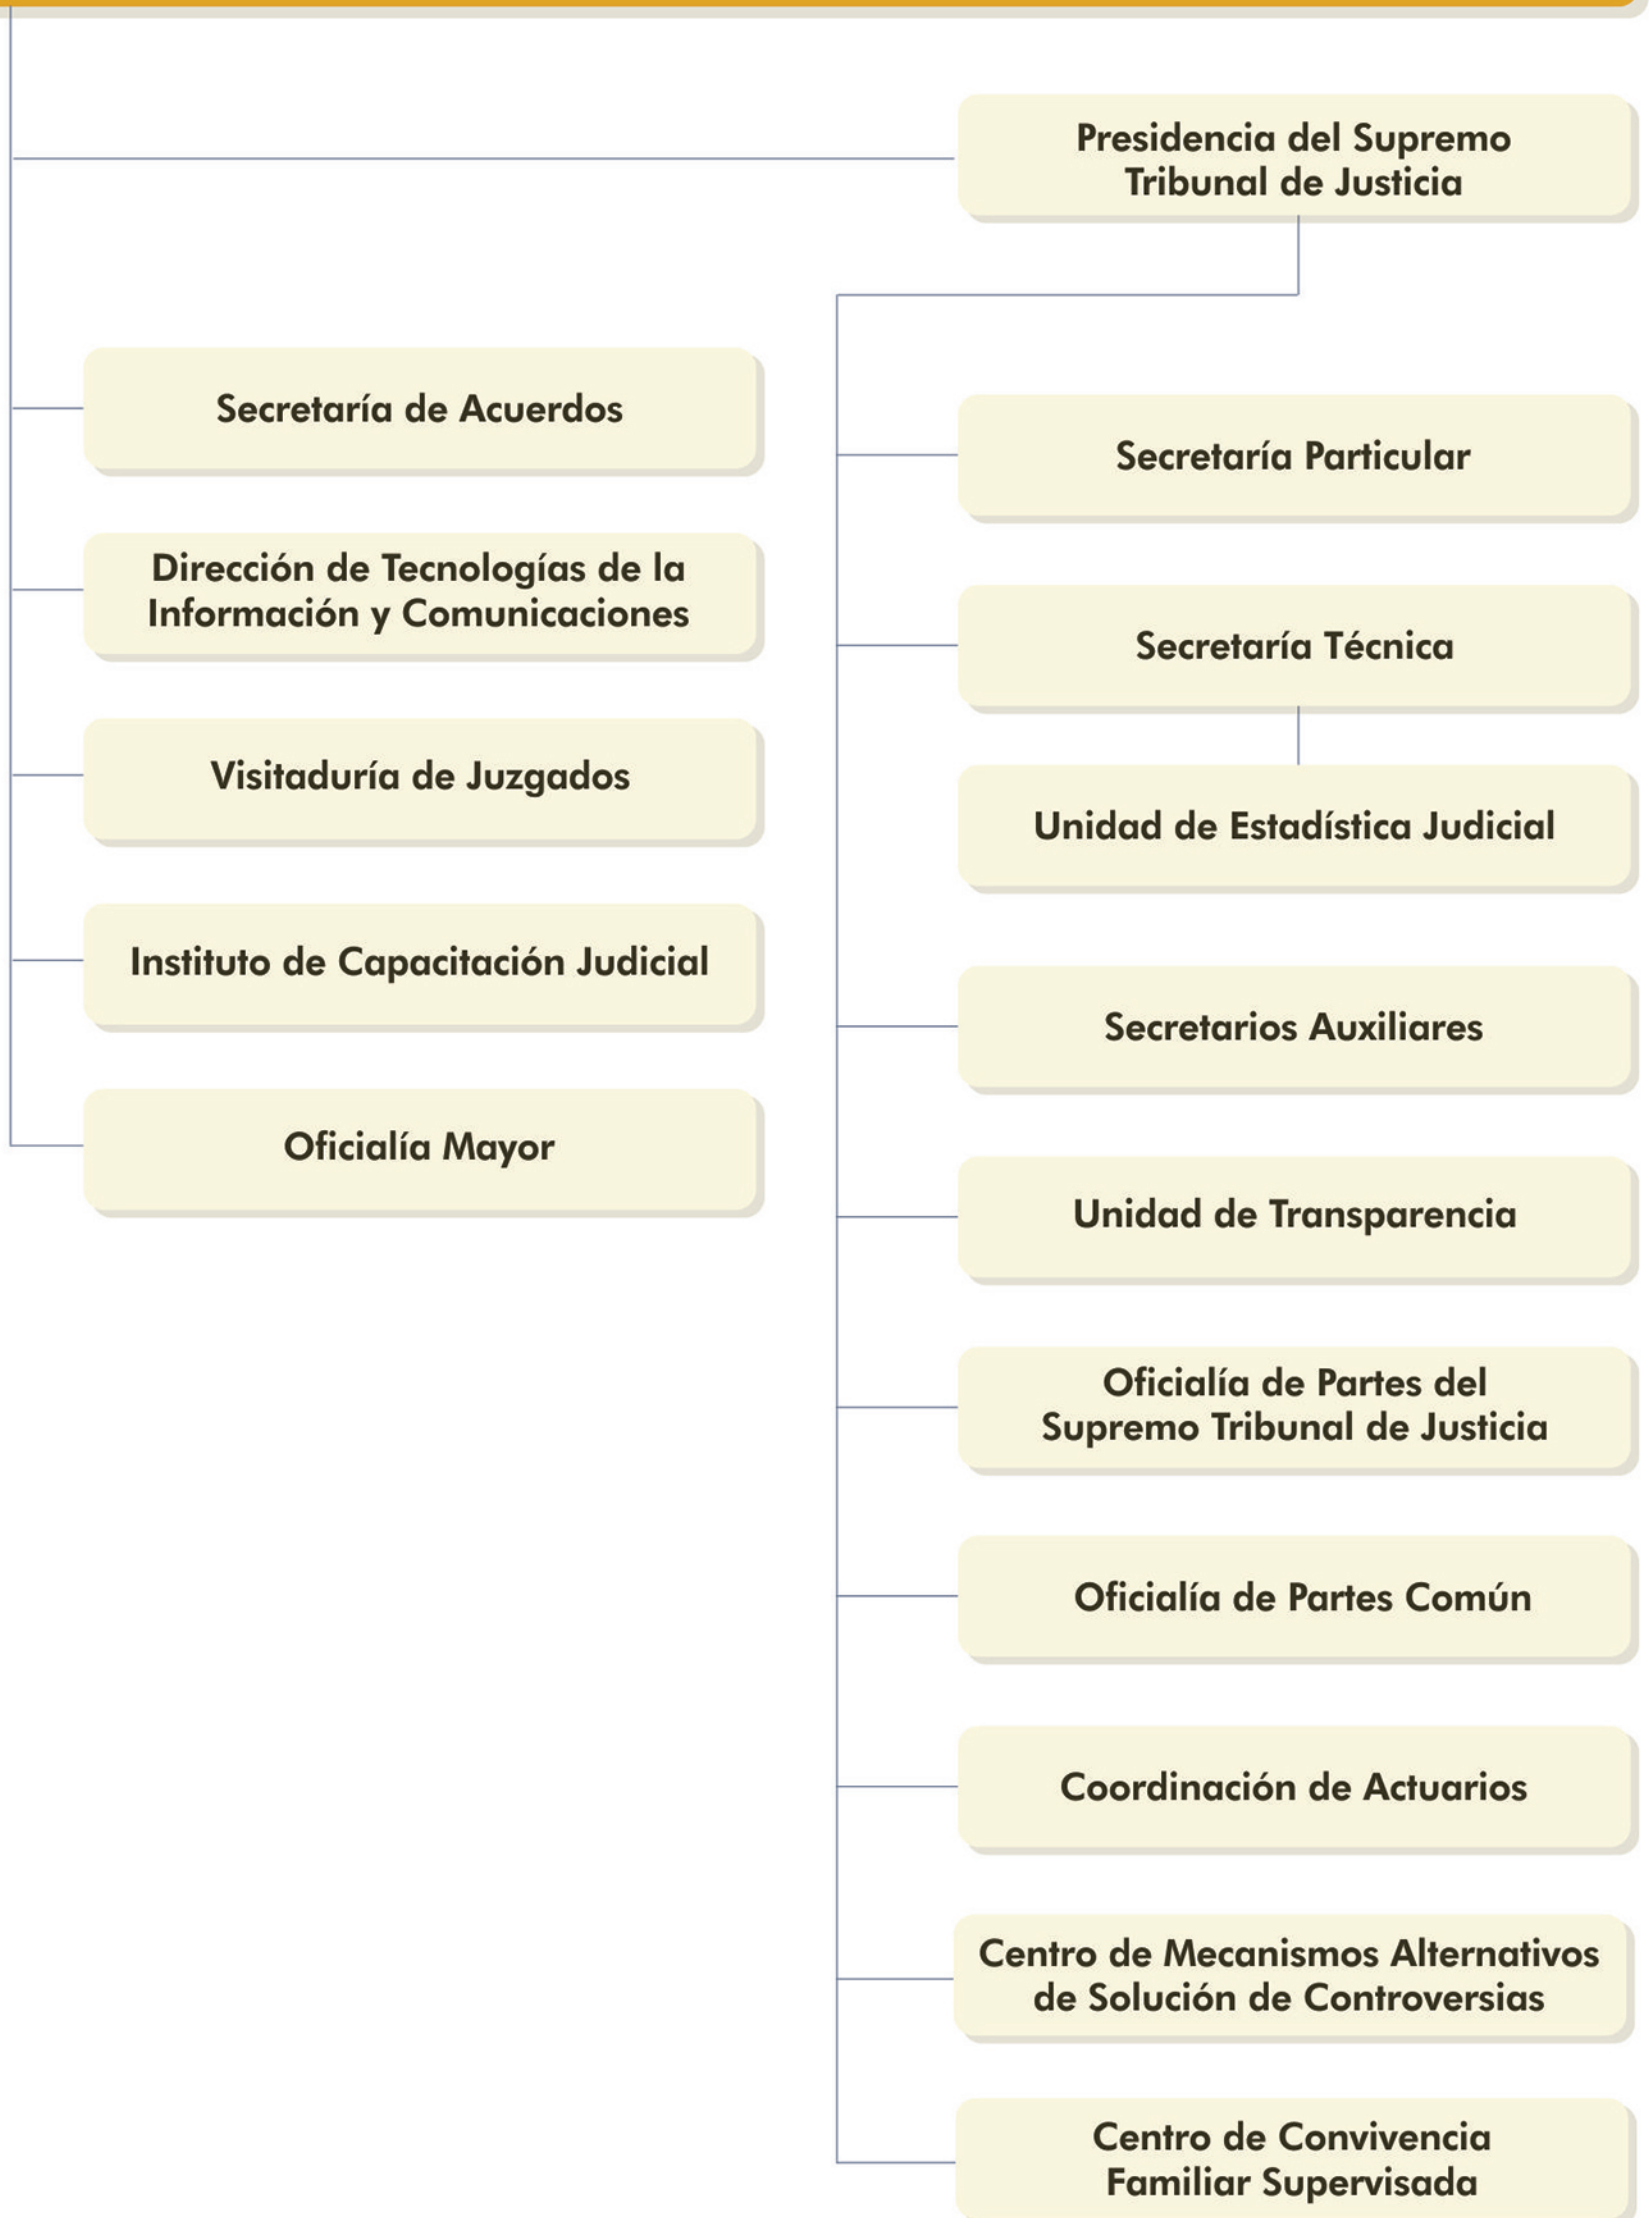 Presidencia del Supremo
Tribunal de Justicia
Secretaría de Acuerdos
Dirección de Tecnologías de la
Información y Comunicaciones
Visitaduría de Juzgados
Instituto de Capacitación Judicial
Oficialía Mayor
Secretaría Particular
Secretaría Técnica
Unidad de Estadística Judicial
Secretarios Auxiliares
Unidad de Transparencia
Oficialía de Partes del
Supremo Tribunal de Justicia
Oficialía de Partes Común
Coordinación de Actuarios
Centro de Mecanismos Alternativos
de Solución de Controversias
Centro de Convivencia
Familiar Supervisada